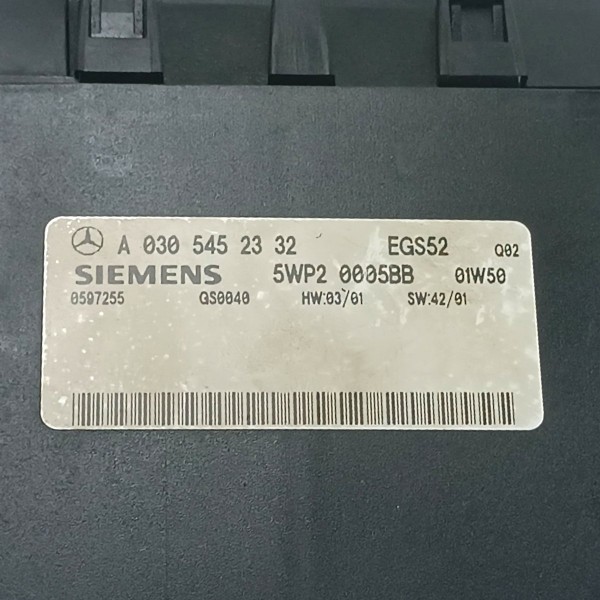 A 030 545 23 32 EGS52 Q02
SIEMENS 5WP2 0005BB 01W50
0597255 GS0040 HW:03/01 SW:42/01